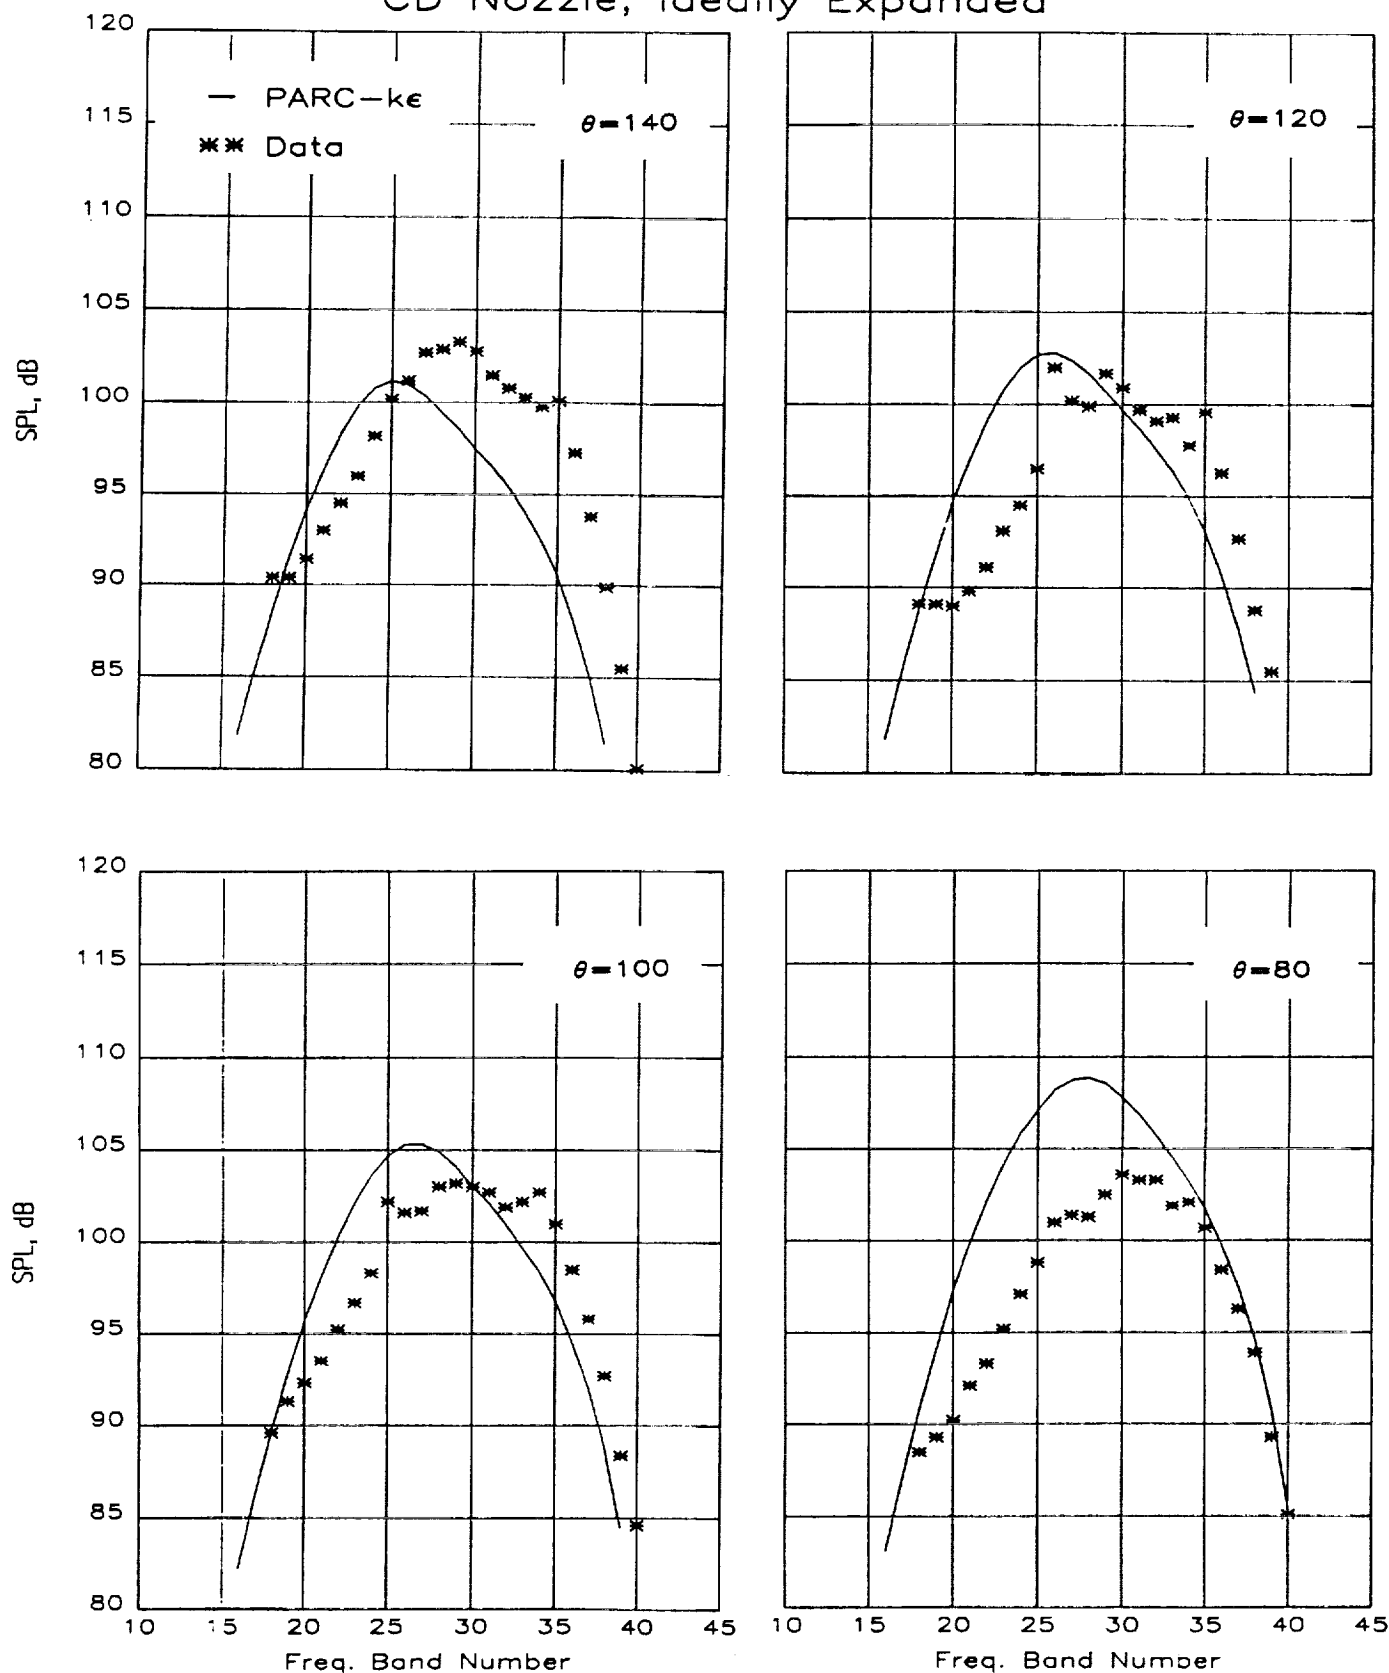 CD Nozzle, Ideally Expanded
120
115
110
105
100
95
90
85
80
SPL, dB
— PARC-kϵ
** Data
θ=140
θ=120
120
115
110
105
100
95
90
85
80
SPL, dB
θ=100
θ=80
10 15 20 25 30 35 40 45
Freq. Band Number
10 15 20 25 30 35 40 45
Freq. Band Number